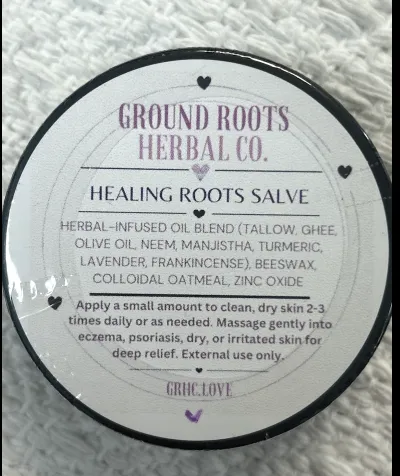 GROUND ROOTS
HERBAL CO.
HEALING ROOTS SALVE
HERBAL-INFUSED OIL BLEND (TALLOW, GHEE,
OLIVE OIL, NEEM, MANJISTHA, TURMERIC,
LAVENDER, FRANKINCENSE), BEESWAX,
COLLOIDAL OATMEAL, ZINC OXIDE
Apply a small amount to clean, dry skin 2-3
times daily or as needed. Massage gently into
eczema, psoriasis, dry, or irritated skin for
deep relief. External use only.
GRHC.LOVE